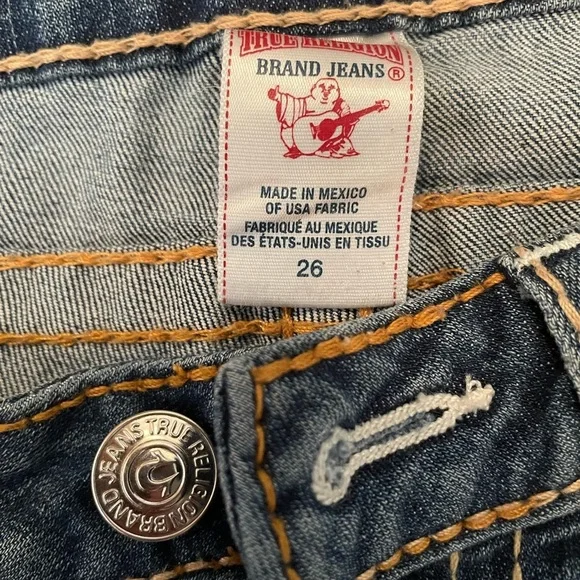 TRUE RELIGION
BRAND JEANS®
MADE IN MEXICO
OF USA FABRIC
FABRIQUÉ AU MEXIQUE
DES ÉTATS-UNIS EN TISSU
26
TRUE RELIGION BRAND JEANS